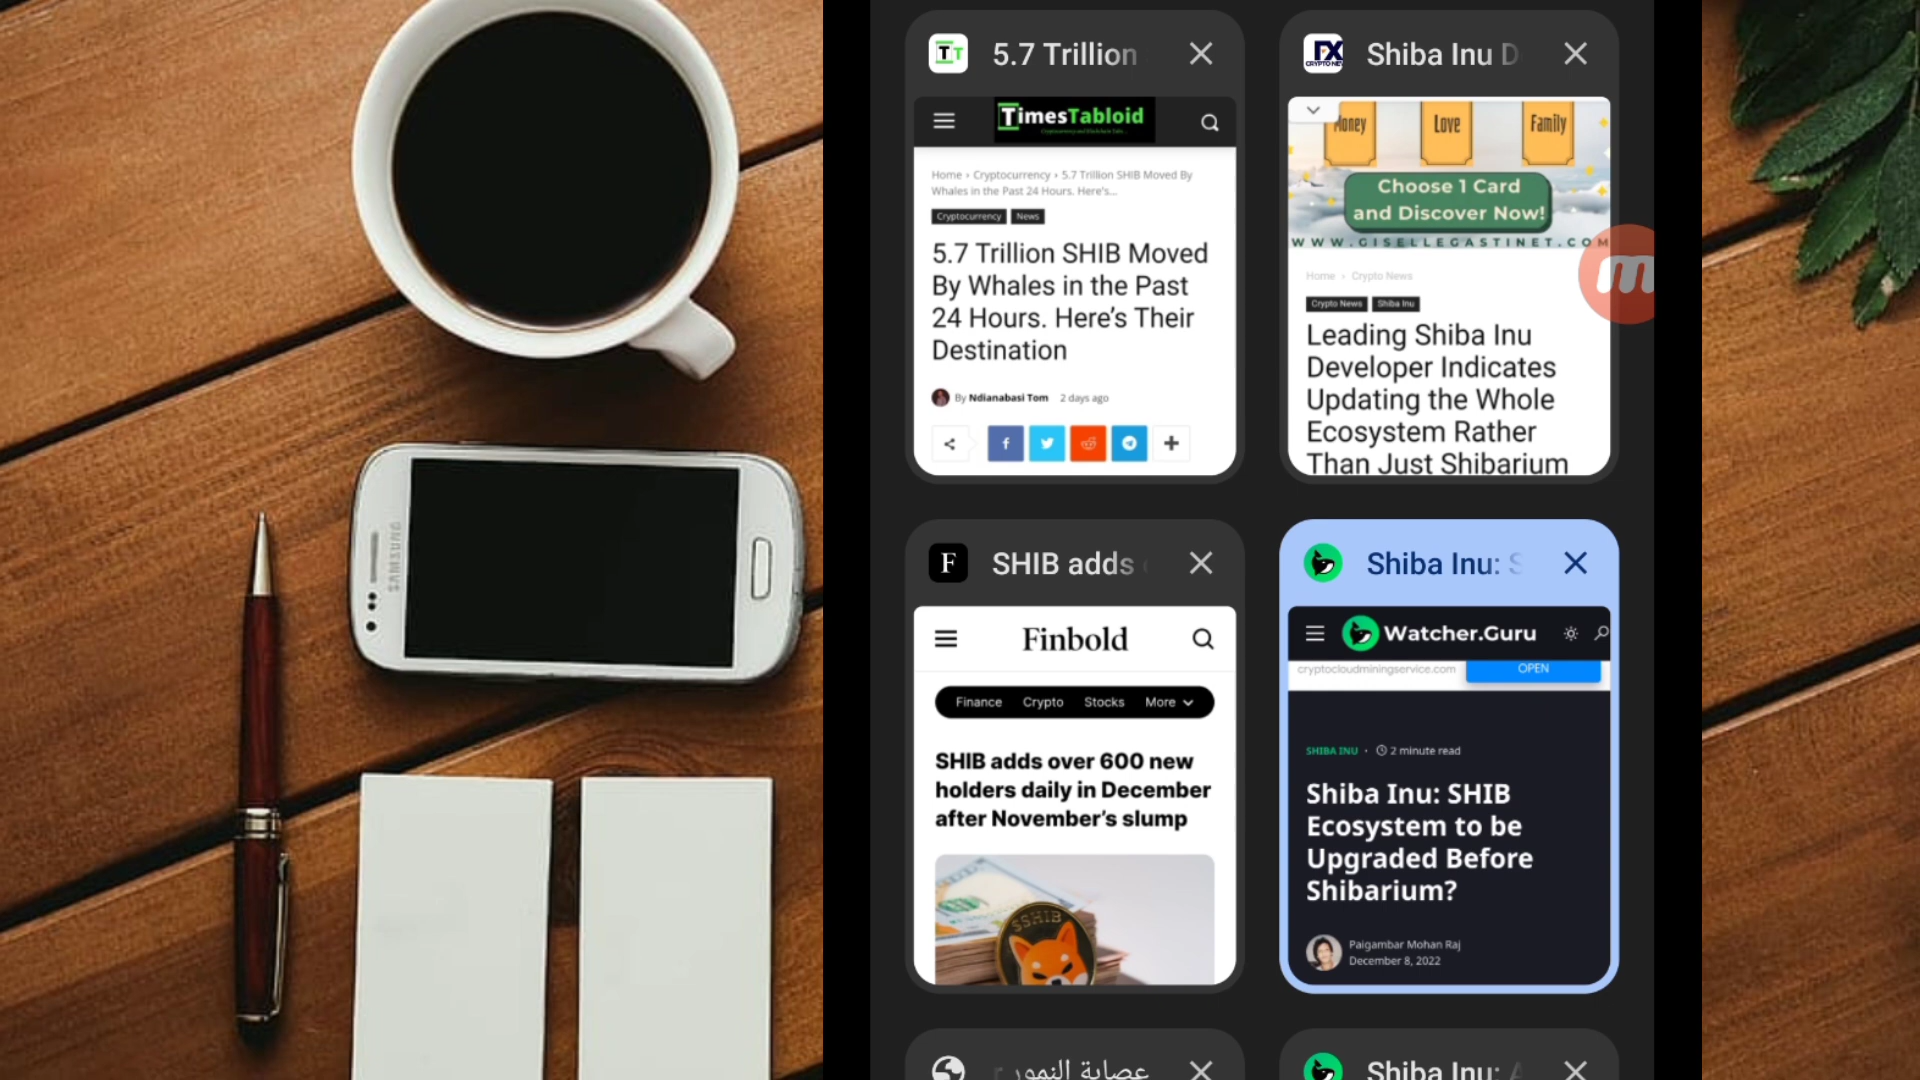 SAMSUNG
5.7 Trillion
TimesTabloid
Home › Cryptocurrency › 5.7 Trillion SHIB Moved By
Whales in the Past 24 Hours. Here's...
Cryptocurrency
News
5.7 Trillion SHIB Moved
By Whales in the Past
24 Hours. Here's Their
Destination
By Ndianabasi Tom 2 days ago
Shiba Inu D
Money
Love
Family
Choose 1 Card
and Discover Now!
WWW.GISELLEGASTINET.COM
Home › Crypto News
Crypto News
Shiba Inu
Leading Shiba Inu
Developer Indicates
Updating the Whole
Ecosystem Rather
Than Just Shibarium
SHIB adds
Finbold
Finance Crypto Stocks More
SHIB adds over 600 new
holders daily in December
after November's slump
SHIB
Shiba Inu: S
Watcher.Guru
cryptocloudminingservice.com
OPEN
SHIBA INU · 2 minute read
Shiba Inu: SHIB
Ecosystem to be
Upgraded Before
Shibarium?
Paigambar Mohan Raj
December 8, 2022
عصابة النمور
Shiba Inu: A